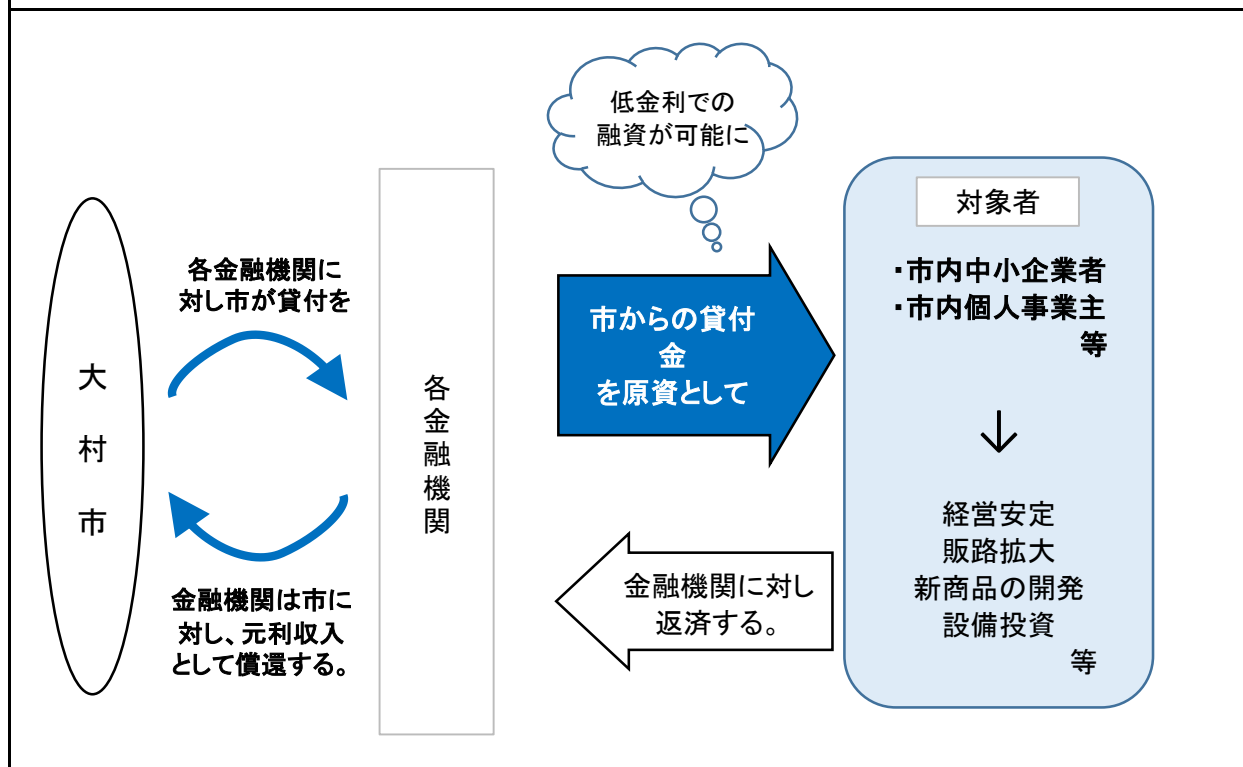 低金利での
融資が可能に
対象者
・市内中小企業者
・市内個人事業主
等
各金融機関に
対し市が貸付を
市からの貸付
金
を原資として
大村市
各金融機関
経営安定
販路拡大
新商品の開発
設備投資
等
金融機関に対し
返済する。
金融機関は市に
対し、元利収入
として償還する。